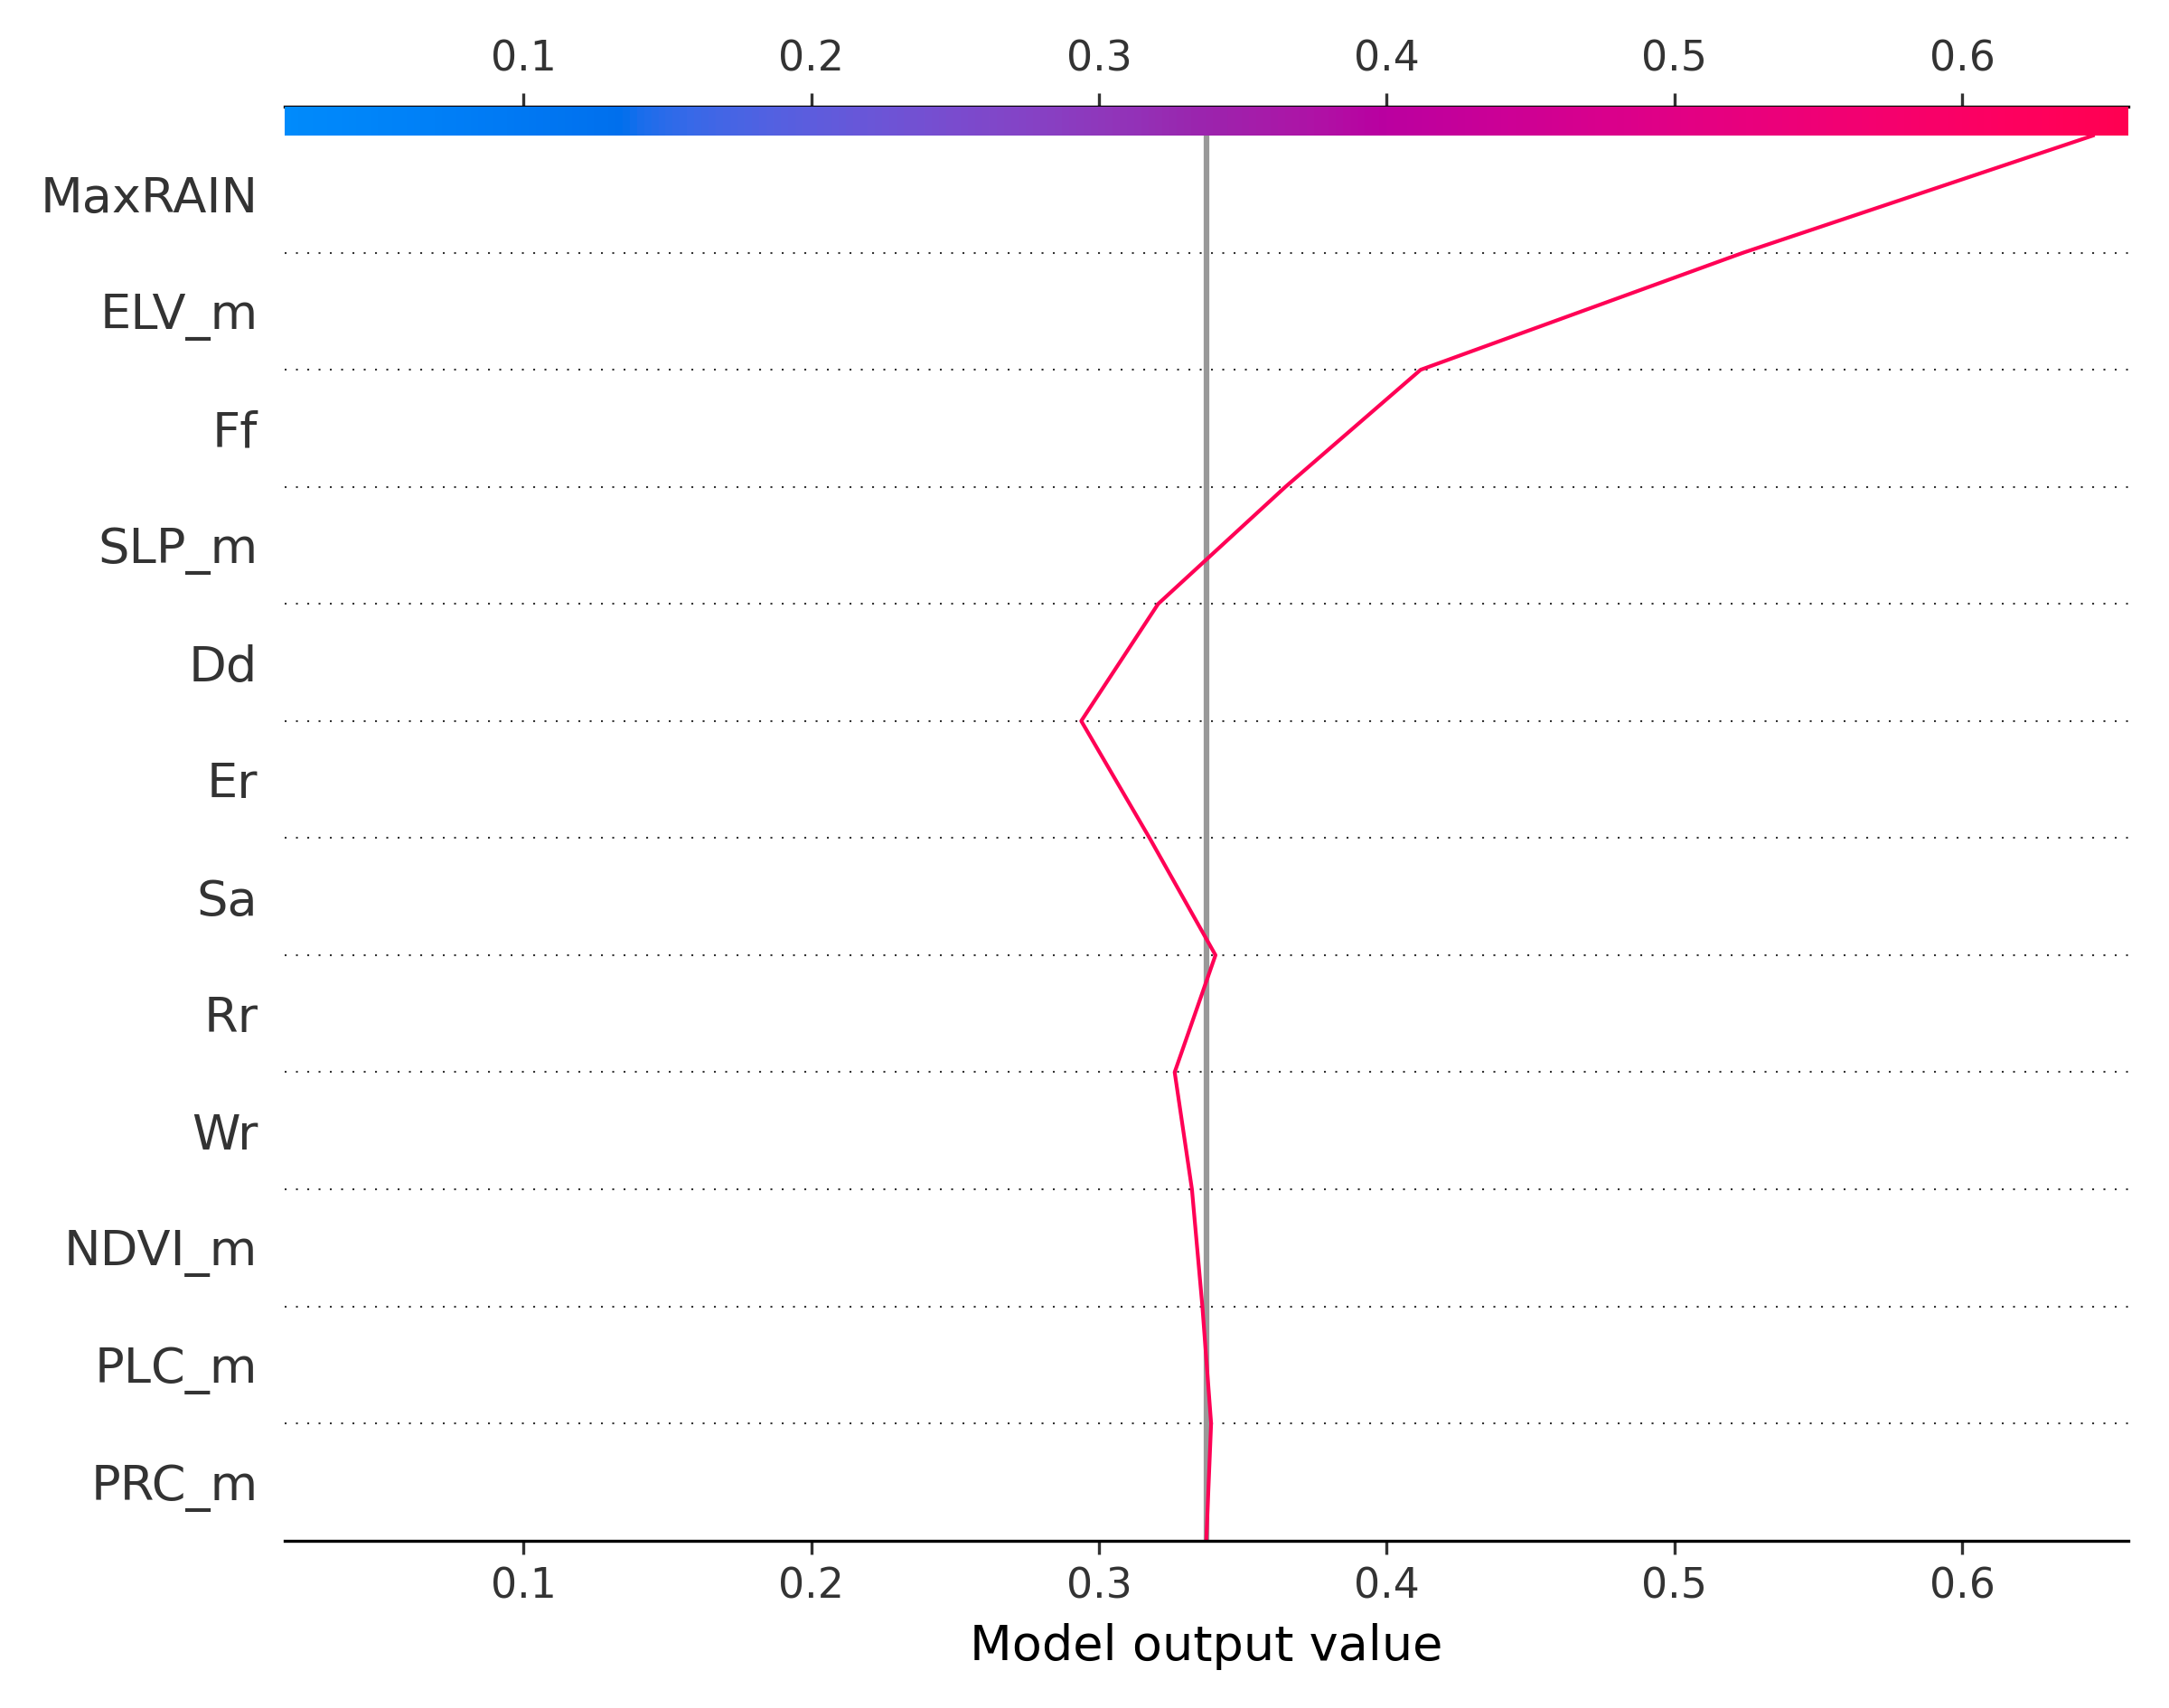 0.1 0.2 0.3 0.4 0.5 0.6
MaxRAIN
ELV_m
Ff
SLP_m
Dd
Er
Sa
Rr
Wr
NDVI_m
PLC_m
PRC_m
0.1 0.2 0.3 0.4 0.5 0.6
Model output value